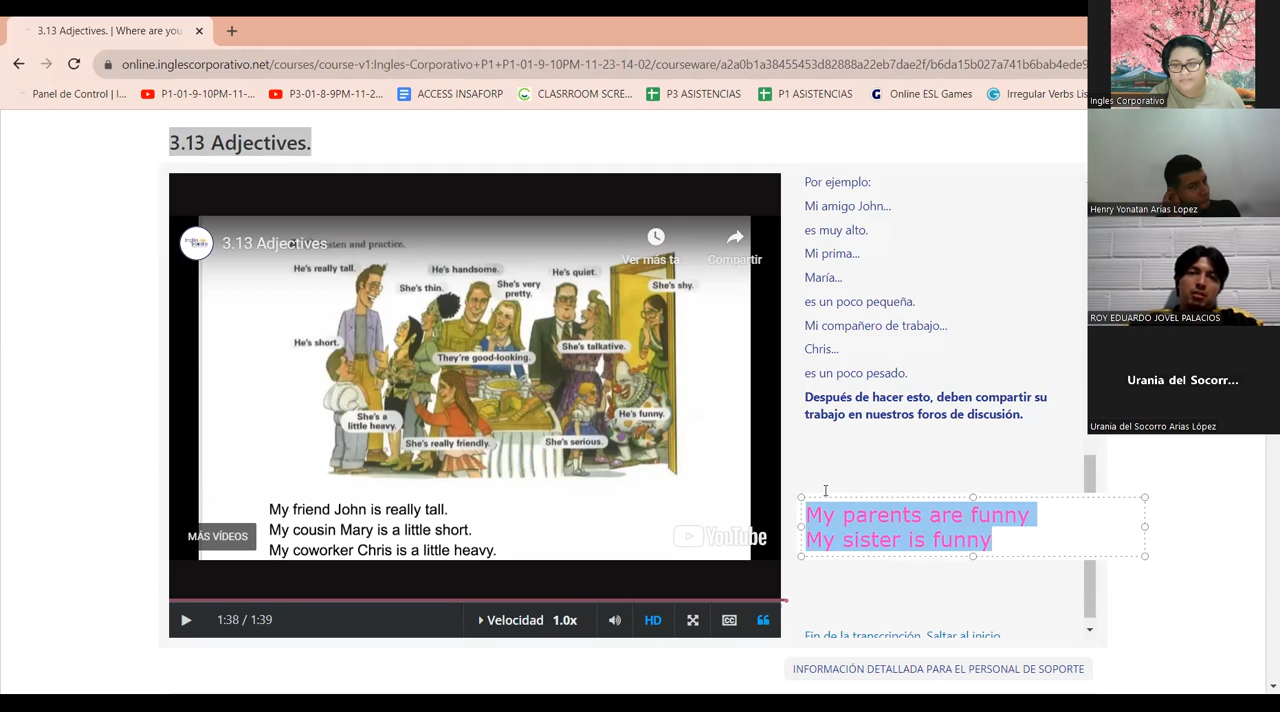 3.13 Adjectives. | Where are you
online.inglescorporativo.net/courses/course-v1:Ingles-Corporativo+P1+P1-01-9-10PM-11-23-14-02/courseware/a2a0b1a38455453d82888a22eb7dae2f/b6da15b027a741b6bab4ede9
Panel de Control | I...
P1-01-9-10PM-11-...
P3-01-8-9PM-11-2...
ACCESS INSAFORP
CLASRROOM SCRE...
P3 ASISTENCIAS
P1 ASISTENCIAS
Online ESL Games
Irregular Verbs Lis
Ingles Corporativo
Henry Yonatan Arias Lopez
ROY EDUARDO JOVEL PALACIOS
Urania del Socorr...
Urania del Socorro Arias López
3.13 Adjectives.
3.13 Adjectives
sten and practice.
Ver más ta...
Compartir
He's really tall.
He's handsome.
He's quiet.
She's thin.
She's very pretty.
She's shy.
He's short.
They're good-looking.
She's talkative.
She's a little heavy.
She's really friendly.
She's serious.
He's funny.
My friend John is really tall.
My cousin Mary is a little short.
My coworker Chris is a little heavy.
MÁS VÍDEOS
YouTube
1:38 / 1:39
Velocidad 1.0x
HD
CC
Por ejemplo:
Mi amigo John...
es muy alto.
Mi prima...
María...
es un poco pequeña.
Mi compañero de trabajo...
Chris...
es un poco pesado.
Después de hacer esto, deben compartir su
trabajo en nuestros foros de discusión.
My parents are funny
My sister is funny
Fin de la transcripción. Saltar al inicio.
INFORMACIÓN DETALLADA PARA EL PERSONAL DE SOPORTE